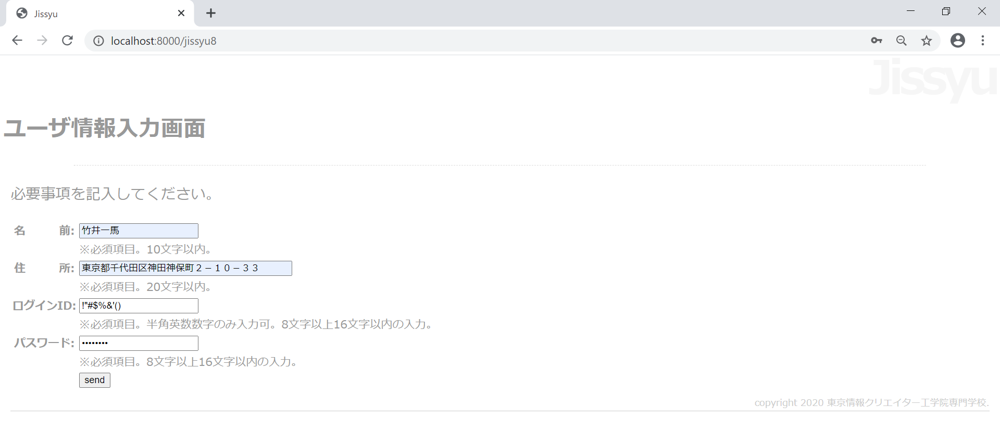 Jissyu
localhost:8000/jissyu8
Jissyu
ユーザ情報入力画面
必要事項を記入してください。
名 前: 竹井一馬
※必須項目。10文字以内。
住 所: 東京都千代田区神田神保町２－１０－３３
※必須項目。20文字以内。
ログインID: !"#$%&'()
※必須項目。半角英数数字のみ入力可。8文字以上16文字以内の入力。
パスワード: ••••••••
※必須項目。8文字以上16文字以内の入力。
send
copyright 2020 東京情報クリエイター工学院専門学校.